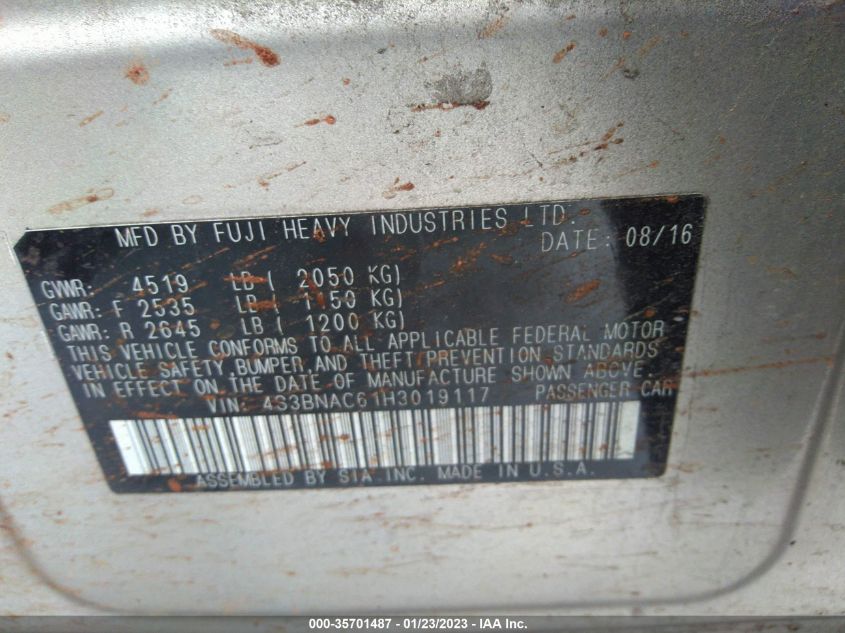 MFD BY FUJI HEAVY INDUSTRIES LTD.
DATE: 08/16
GVWR: 4519 LB ( 2050 KG)
GAWR: F 2535 LB ( 1150 KG)
GAWR: R 2645 LB ( 1200 KG)
THIS VEHICLE CONFORMS TO ALL APPLICABLE FEDERAL MOTOR
VEHICLE SAFETY BUMPER AND THEFT PREVENTION STANDARDS
IN EFFECT ON THE DATE OF MANUFACTURE SHOWN ABOVE.
VIN: 4S3BNAC61H3019117 PASSENGER CAR
ASSEMBLED BY SIA INC. MADE IN U.S.A.
000-35701487 - 01/23/2023 - IAA Inc.